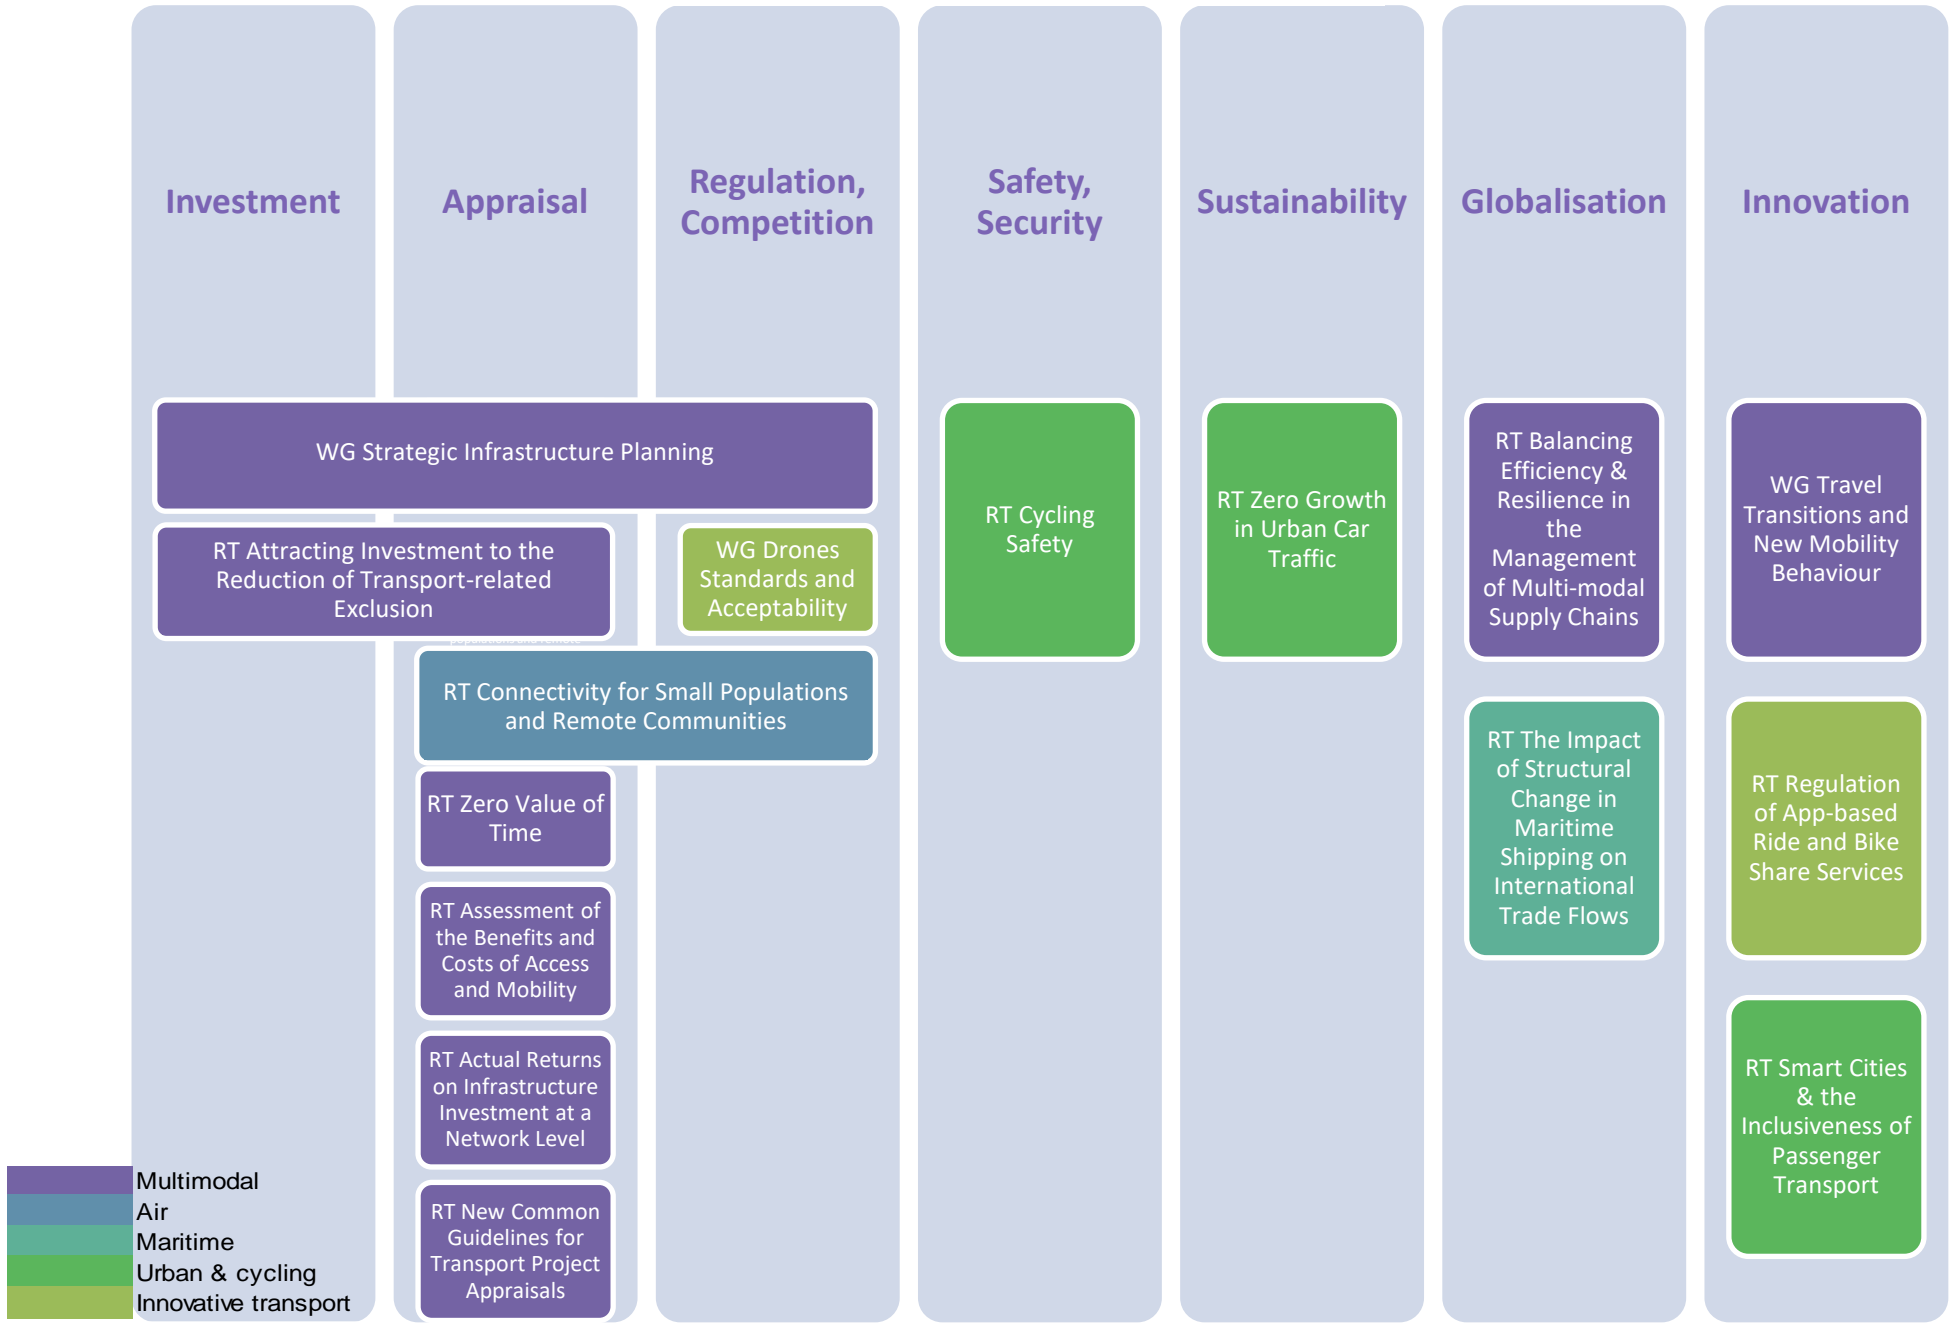 Investment
Appraisal
Regulation,
Competition
Safety,
Security
Sustainability
Globalisation
Innovation
WG Strategic Infrastructure Planning
RT Attracting Investment to the
Reduction of Transport-related
Exclusion
WG Drones
Standards and
Acceptability
RT Connectivity for Small Populations
and Remote Communities
RT Zero Value of
Time
RT Assessment of
the Benefits and
Costs of Access
and Mobility
RT Actual Returns
on Infrastructure
Investment at a
Network Level
RT New Common
Guidelines for
Transport Project
Appraisals
RT Cycling
Safety
RT Zero Growth
in Urban Car
Traffic
RT Balancing
Efficiency &
Resilience in
the
Management
of Multi-modal
Supply Chains
RT The Impact
of Structural
Change in
Maritime
Shipping on
International
Trade Flows
WG Travel
Transitions and
New Mobility
Behaviour
RT Regulation
of App-based
Ride and Bike
Share Services
RT Smart Cities
& the
Inclusiveness of
Passenger
Transport
Multimodal
Air
Maritime
Urban & cycling
Innovative transport